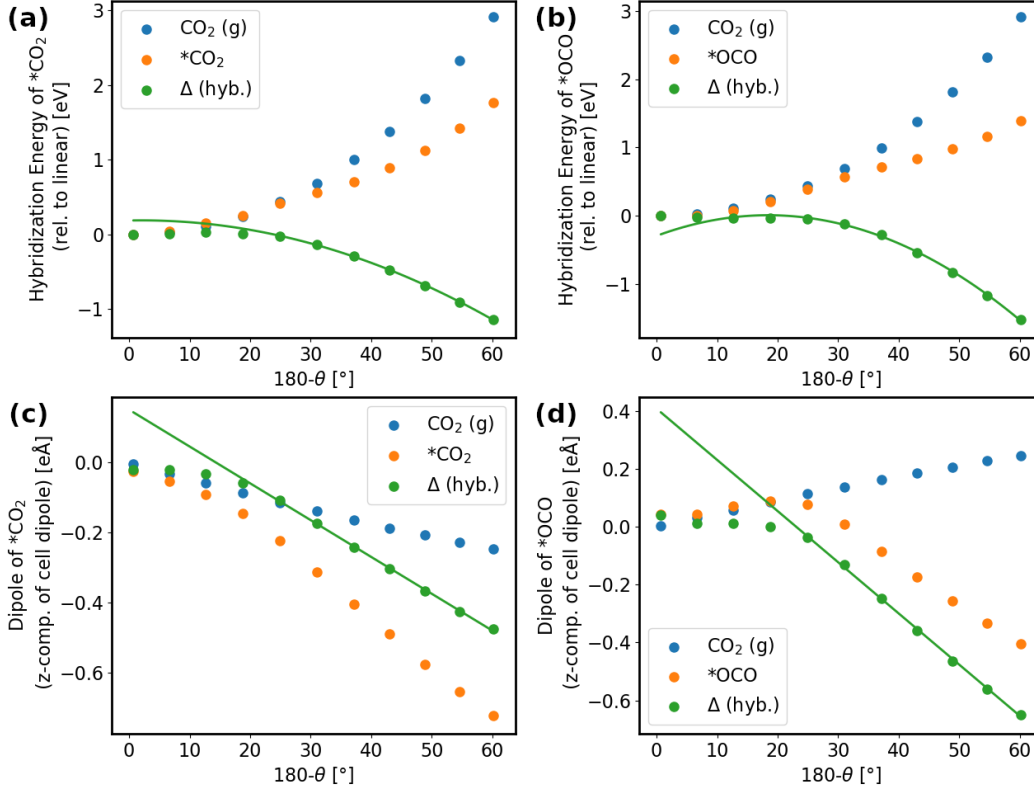 (a)
Hybridization Energy of *CO₂
(rel. to linear) [eV]
3
2
1
0
−1
CO₂ (g)
*CO₂
Δ (hyb.)
0 10 20 30 40 50 60
180-θ [°]
(b)
Hybridization Energy of *OCO
(rel. to linear) [eV]
3
2
1
0
−1
CO₂ (g)
*OCO
Δ (hyb.)
0 10 20 30 40 50 60
180-θ [°]
(c)
Dipole of *CO₂
(z-comp. of cell dipole) [eÅ]
0.0
−0.2
−0.4
−0.6
CO₂ (g)
*CO₂
Δ (hyb.)
0 10 20 30 40 50 60
180-θ [°]
(d)
Dipole of *OCO
(z-comp. of cell dipole) [eÅ]
0.4
0.2
0.0
−0.2
−0.4
−0.6
CO₂ (g)
*OCO
Δ (hyb.)
0 10 20 30 40 50 60
180-θ [°]